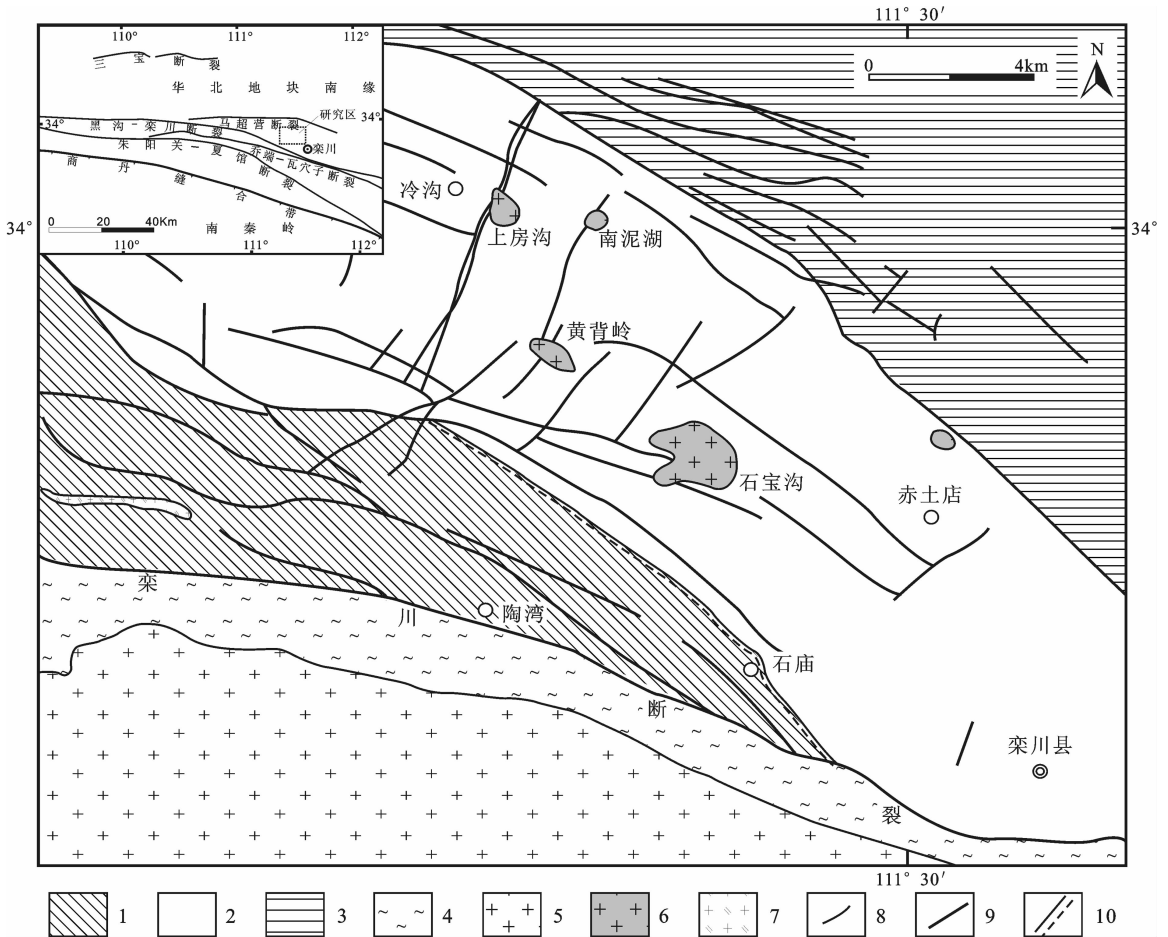 111° 30′
110°
111°
112°
三宝断裂
华北地块南缘
研究区
34°
34°
黑沟-栾川断裂
马超营断裂
栾川
朱阳关-夏馆断裂
乔端-瓦穴子断裂
商丹缝合带
0 20 40Km
南秦岭
110°
111°
112°
0 4km
N
冷沟
34°
34°
上房沟
南泥湖
黄背岭
石宝沟
赤土店
栾川断裂
陶湾
石庙
栾川县
111° 30′
1 2 3 4 5 6 7 8 9 10